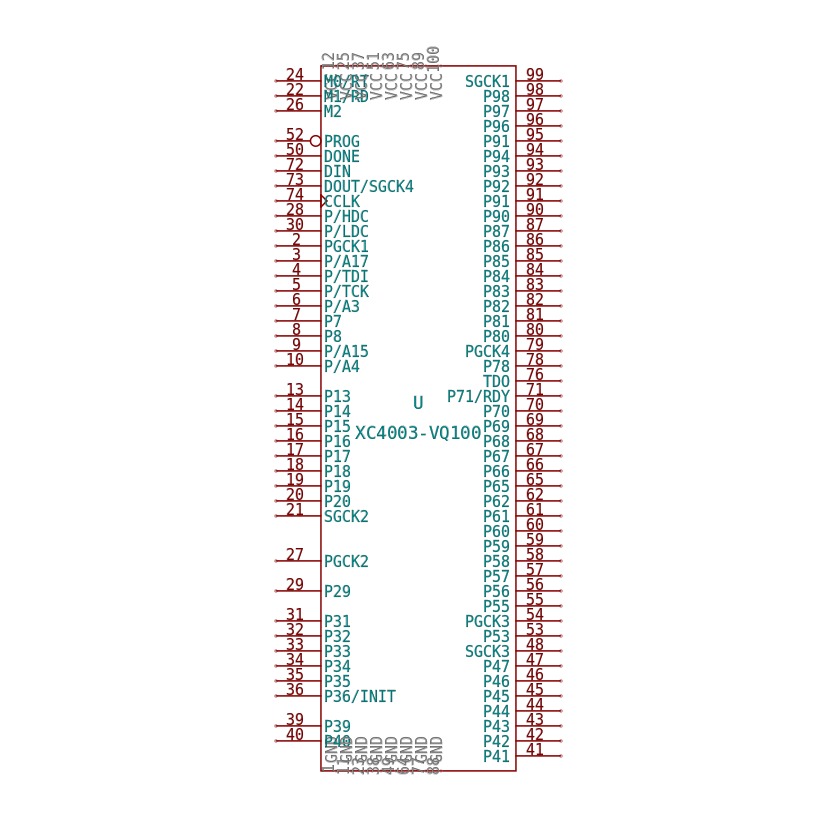 12 25 37 51 63 75 89 100
VCC VCC VCC VCC VCC VCC VCC VCC
24 M0/RT SGCK1 99
22 M1/RD P98 98
26 M2 P97 97
P96 96
52 PROG P91 95
50 DONE P94 94
72 DIN P93 93
73 DOUT/SGCK4 P92 92
74 CCLK P91 91
28 P/HDC P90 90
30 P/LDC P87 87
2 PGCK1 P86 86
3 P/A17 P85 85
4 P/TDI P84 84
5 P/TCK P83 83
6 P/A3 P82 82
7 P7 P81 81
8 P8 P80 80
9 P/A15 PGCK4 79
10 P/A4 P78 78
TDO 76
13 P13 P71/RDY 71
14 P14 U P70 70
15 P15 P69 69
16 P16 XC4003-VQ100 P68 68
17 P17 P67 67
18 P18 P66 66
19 P19 P65 65
20 P20 P62 62
21 SGCK2 P61 61
P60 60
P59 59
27 PGCK2 P58 58
P57 57
29 P29 P56 56
P55 55
31 P31 PGCK3 54
32 P32 P53 53
33 P33 SGCK3 48
34 P34 P47 47
35 P35 P46 46
36 P36/INIT P45 45
P44 44
39 P39 P43 43
40 P40 P42 42
P41 41
GND GND GND GND GND GND GND GND
1 11 23 38 49 64 77 88